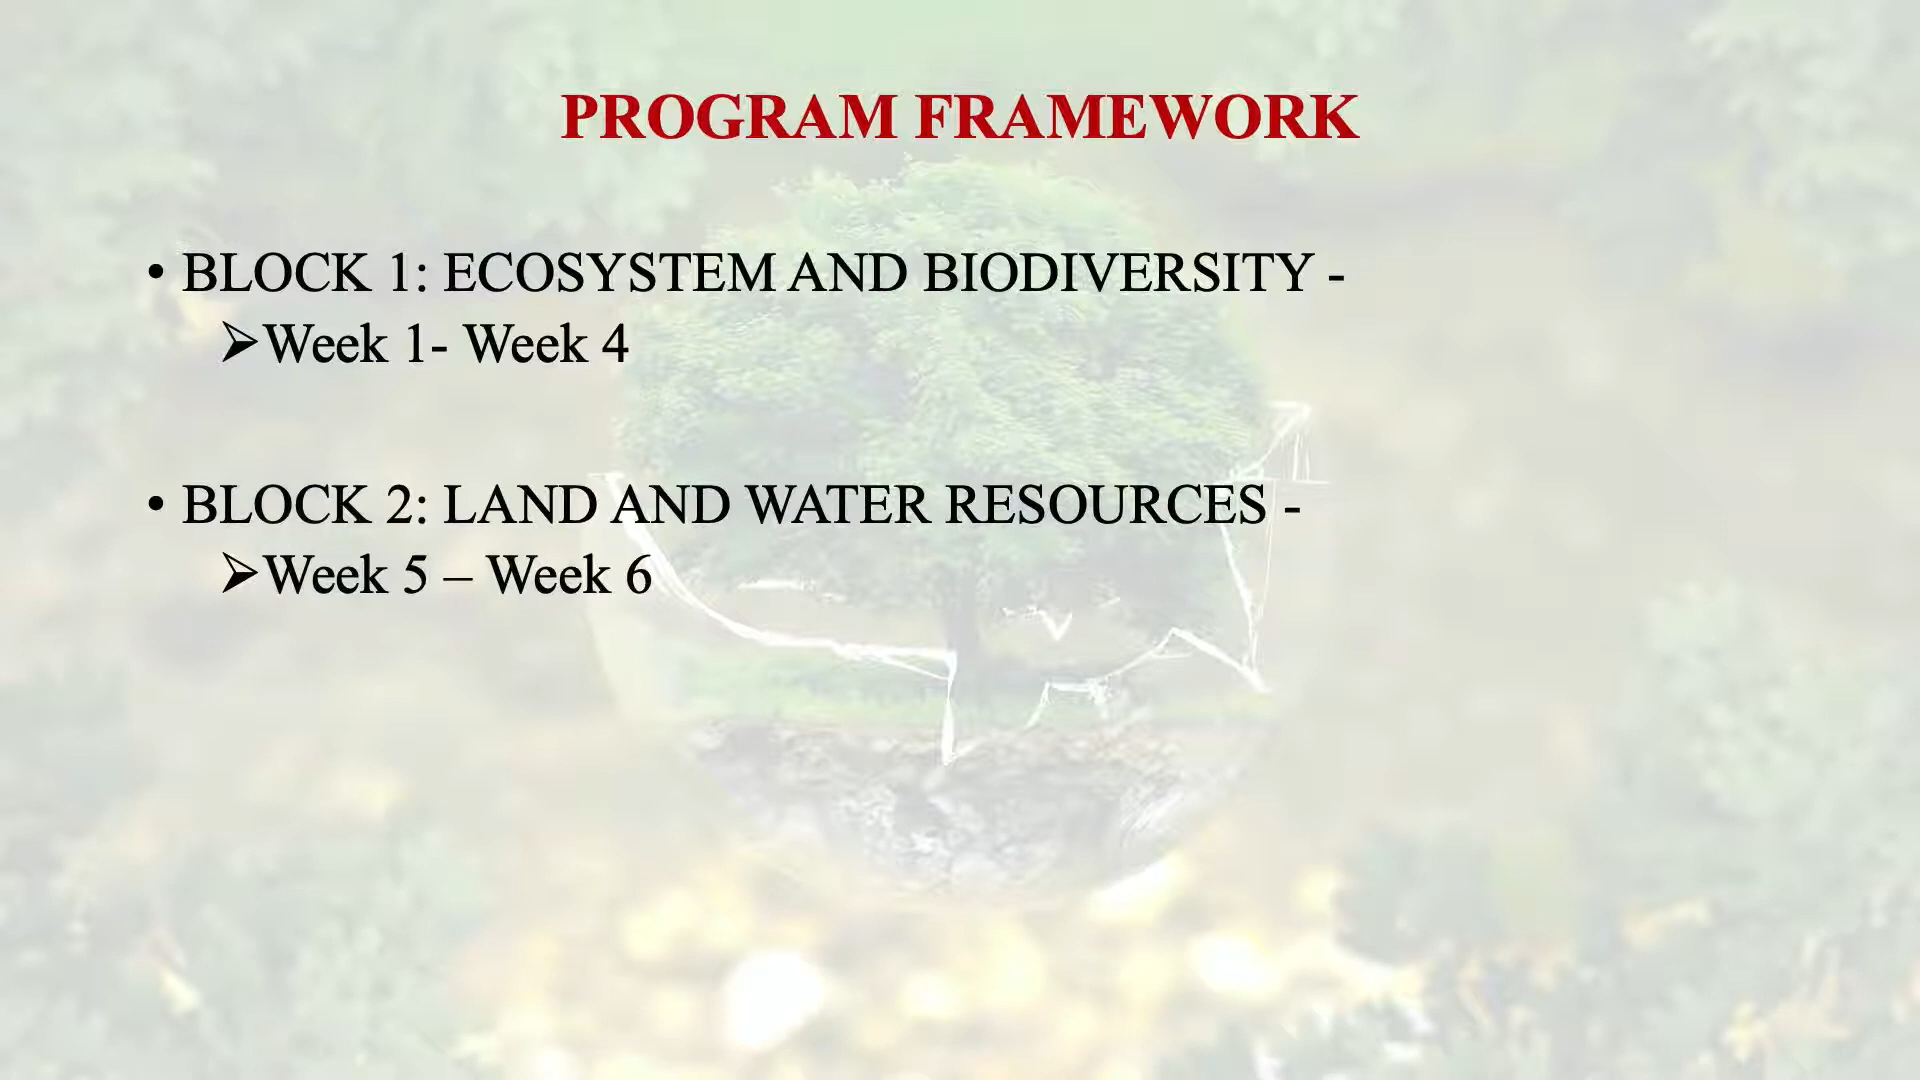 PROGRAM FRAMEWORK
• BLOCK 1: ECOSYSTEM AND BIODIVERSITY -
➢Week 1- Week 4
• BLOCK 2: LAND AND WATER RESOURCES -
➢Week 5 – Week 6